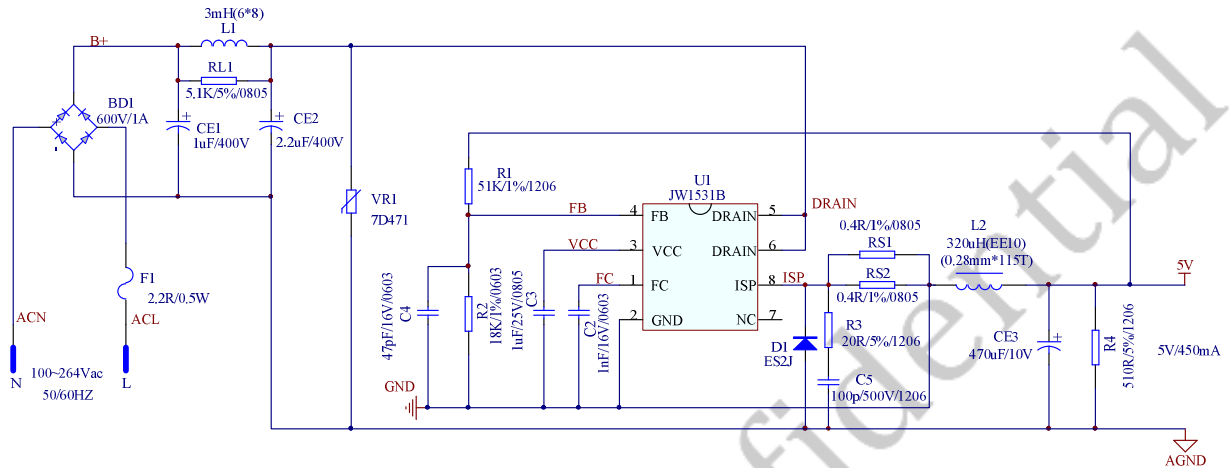 3mH(6*8)
L1
B+
RL1
5.1K/5%/0805
BD1
600V/1A
CE1
1uF/400V
CE2
2.2uF/400V
VR1
7D471
F1
2.2R/0.5W
ACN
ACL
N
L
100~264Vac
50/60HZ
R1
51K/1%/1206
U1
JW1531B
FB
4
FB
DRAIN
5
DRAIN
VCC
3
VCC
DRAIN
6
FC
1
FC
ISP
8
ISP
2
GND
NC
7
0.4R/1%/0805
RS1
RS2
0.4R/1%/0805
L2
320uH(EE10)
(0.28mm*115T)
5V
47pF/16V/0603
C4
R2
18K/1%/0603
1uF/25V/0805
C3
C2
1nF/16V/0603
GND
D1
ES2J
R3
20R/5%/1206
C5
100p/500V/1206
CE3
470uF/10V
R4
510R/5%/1206
5V/450mA
AGND
fidential